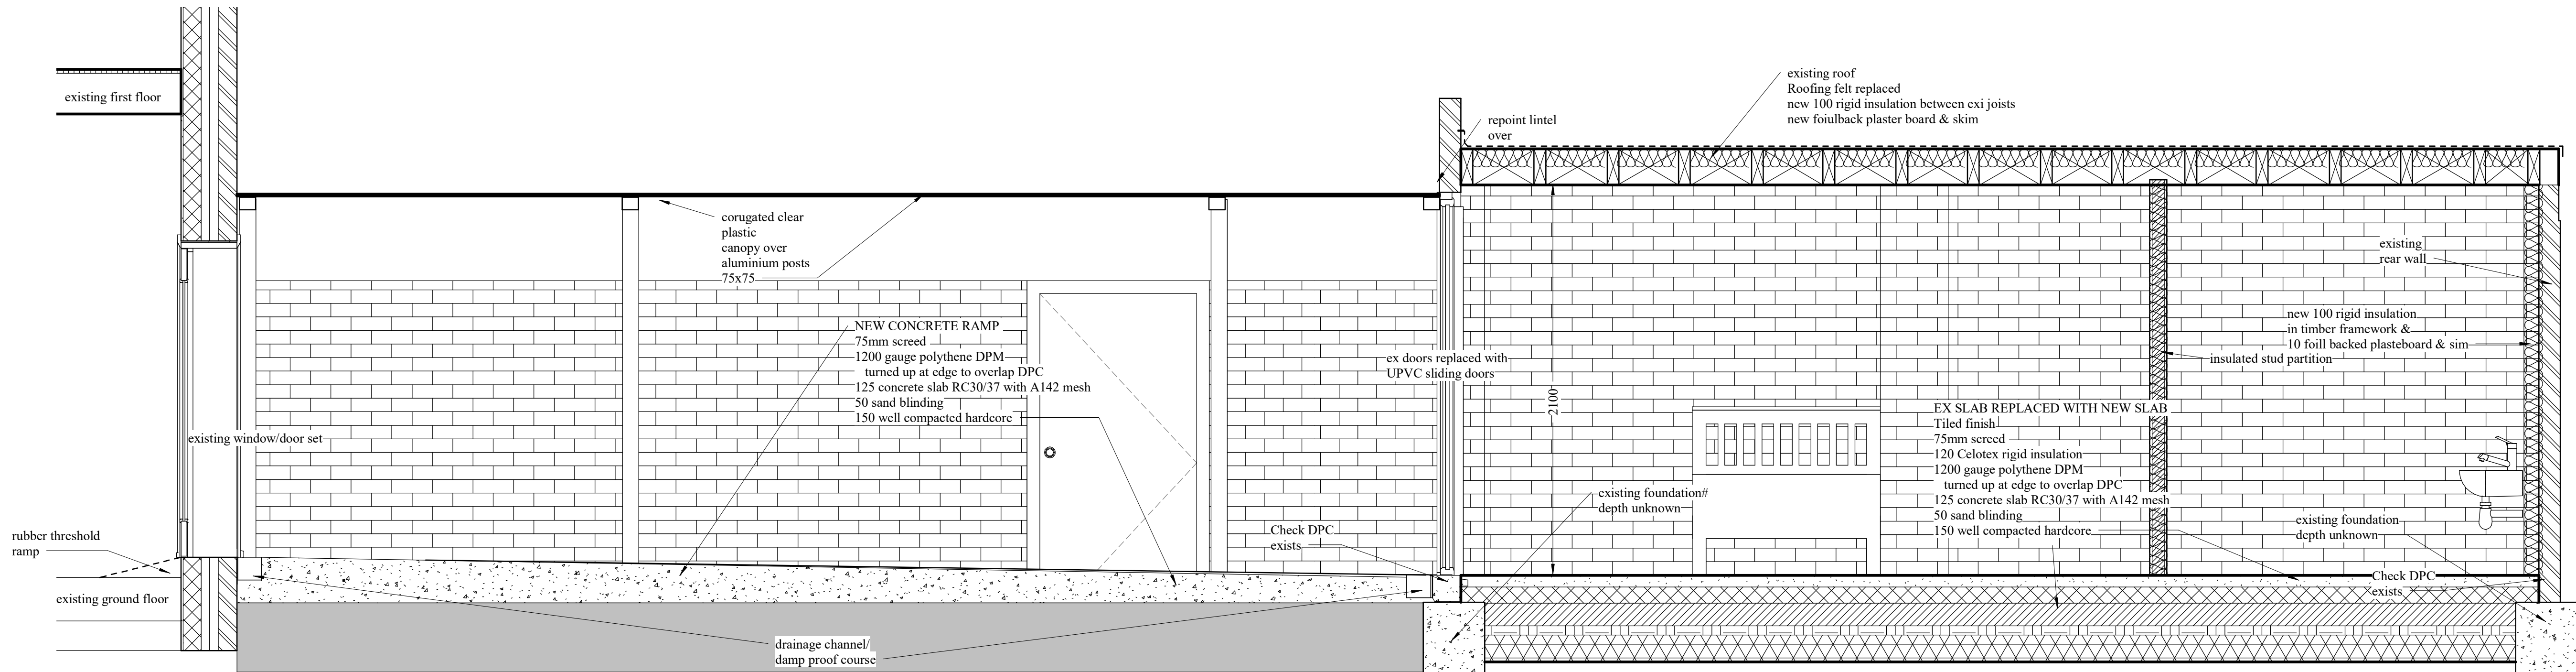 existing first floor
existing roof
Roofing felt replaced
new 100 rigid insulation between exi joists
new foiulback plaster board & skim
repoint lintel
over
corugated clear
plastic
canopy over
aluminium posts
75x75
existing
rear wall
NEW CONCRETE RAMP
75mm screed
1200 gauge polythene DPM
turned up at edge to overlap DPC
125 concrete slab RC30/37 with A142 mesh
50 sand blinding
150 well compacted hardcore
ex doors replaced with
UPVC sliding doors
2100
new 100 rigid insulation
in timber framework &
10 foill backed plasteboard & sim
insulated stud partition
existing window/door set
EX SLAB REPLACED WITH NEW SLAB
Tiled finish
75mm screed
120 Celotex rigid insulation
1200 gauge polythene DPM
turned up at edge to overlap DPC
125 concrete slab RC30/37 with A142 mesh
50 sand blinding
150 well compacted hardcore
existing foundation#
depth unknown
existing foundation
depth unknown
rubber threshold
ramp
Check DPC
exists
Check DPC
exists
existing ground floor
drainage channel/
damp proof course